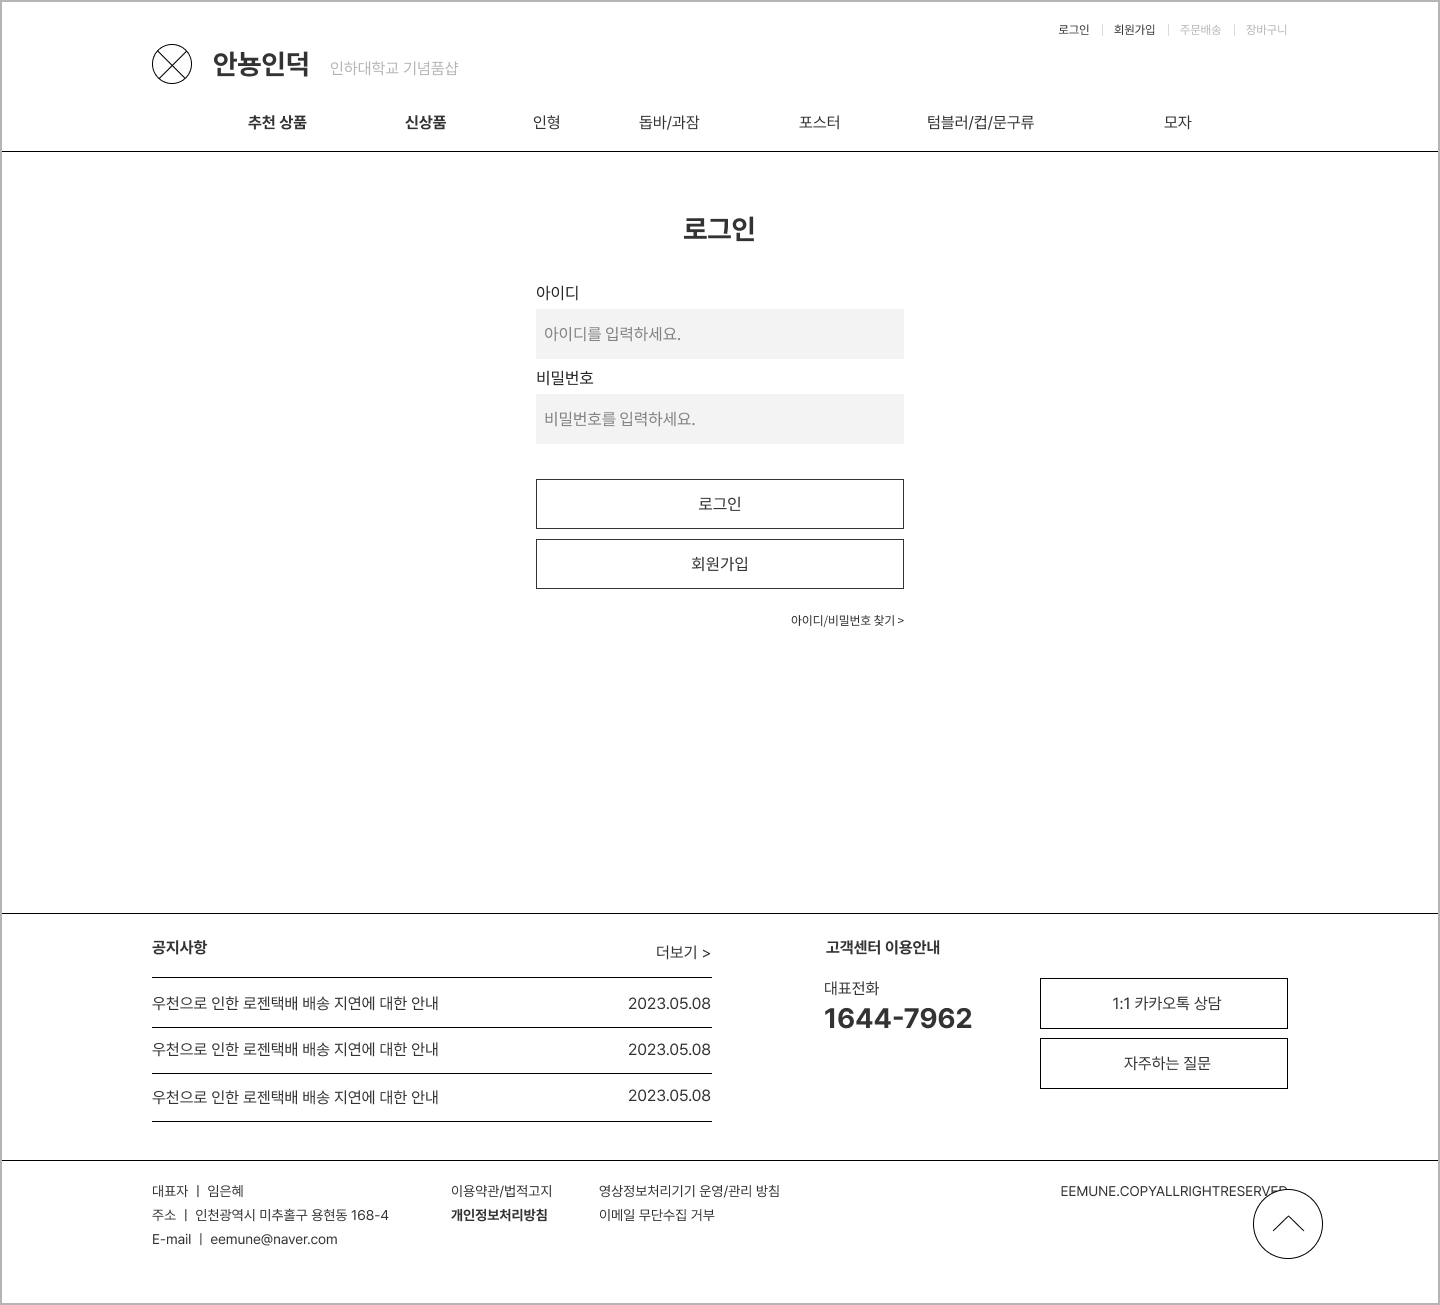 로그인 회원가입 주문배송 장바구니
안뇽인덕 인하대학교 기념품샵
추천 상품 신상품 인형 돕바/과잠 포스터 텀블러/컵/문구류 모자
로그인
아이디
아이디를 입력하세요.
비밀번호
비밀번호를 입력하세요.
로그인
회원가입
아이디/비밀번호 찾기 >
공지사항 더보기 >
우천으로 인한 로젠택배 배송 지연에 대한 안내 2023.05.08
우천으로 인한 로젠택배 배송 지연에 대한 안내 2023.05.08
우천으로 인한 로젠택배 배송 지연에 대한 안내 2023.05.08
고객센터 이용안내
대표전화
1644-7962
1:1 카카오톡 상담
자주하는 질문
대표자 ㅣ 임은혜
주소 ㅣ 인천광역시 미추홀구 용현동 168-4
E-mail ㅣ eemune@naver.com
이용약관/법적고지
개인정보처리방침
영상정보처리기기 운영/관리 방침
이메일 무단수집 거부
EEMUNE.COPYALLRIGHTRESERVED